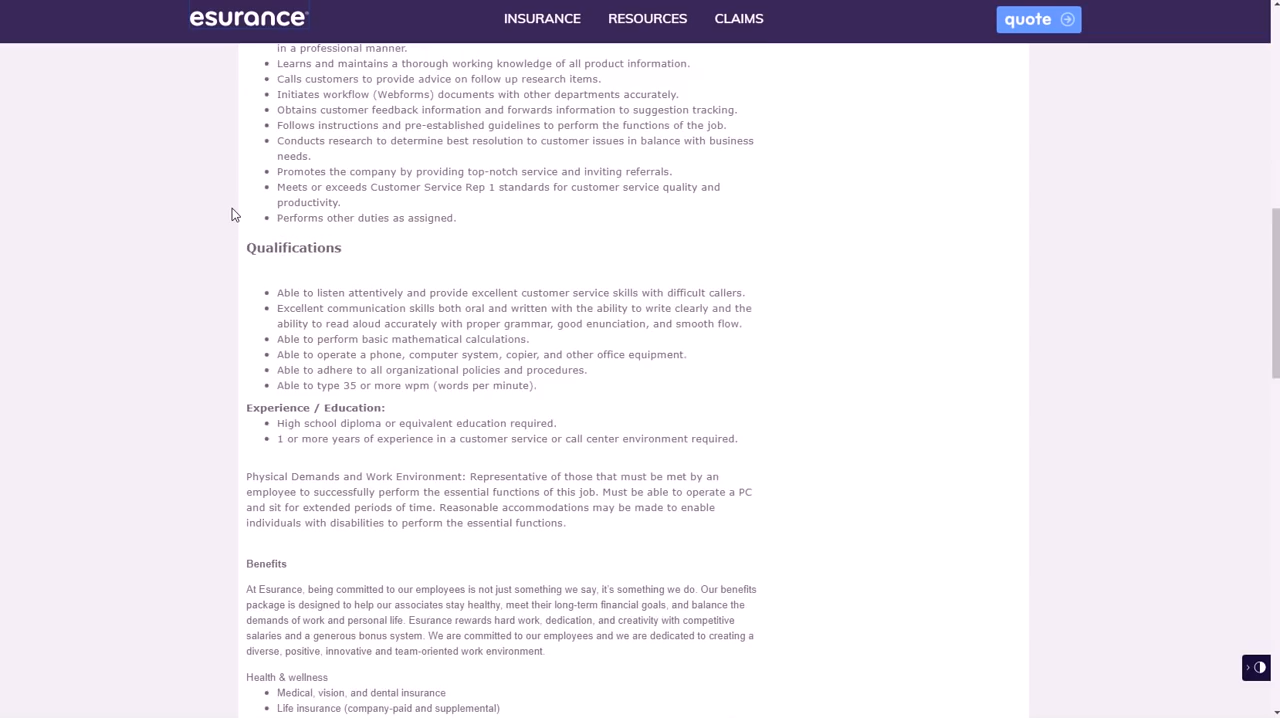 esurance
INSURANCE RESOURCES CLAIMS
quote
in a professional manner.
Learns and maintains a thorough working knowledge of all product information.
Calls customers to provide advice on follow up research items.
Initiates workflow (Webforms) documents with other departments accurately.
Obtains customer feedback information and forwards information to suggestion tracking.
Follows instructions and pre-established guidelines to perform the functions of the job.
Conducts research to determine best resolution to customer issues in balance with business
needs.
Promotes the company by providing top-notch service and inviting referrals.
Meets or exceeds Customer Service Rep 1 standards for customer service quality and
productivity.
Performs other duties as assigned.
Qualifications
Able to listen attentively and provide excellent customer service skills with difficult callers.
Excellent communication skills both oral and written with the ability to write clearly and the
ability to read aloud accurately with proper grammar, good enunciation, and smooth flow.
Able to perform basic mathematical calculations.
Able to operate a phone, computer system, copier, and other office equipment.
Able to adhere to all organizational policies and procedures.
Able to type 35 or more wpm (words per minute).
Experience / Education:
High school diploma or equivalent education required.
1 or more years of experience in a customer service or call center environment required.
Physical Demands and Work Environment: Representative of those that must be met by an
employee to successfully perform the essential functions of this job. Must be able to operate a PC
and sit for extended periods of time. Reasonable accommodations may be made to enable
individuals with disabilities to perform the essential functions.
Benefits
At Esurance, being committed to our employees is not just something we say, it's something we do. Our benefits
package is designed to help our associates stay healthy, meet their long-term financial goals, and balance the
demands of work and personal life. Esurance rewards hard work, dedication, and creativity with competitive
salaries and a generous bonus system. We are committed to our employees and we are dedicated to creating a
diverse, positive, innovative and team-oriented work environment.
Health & wellness
Medical, vision, and dental insurance
Life insurance (company-paid and supplemental)